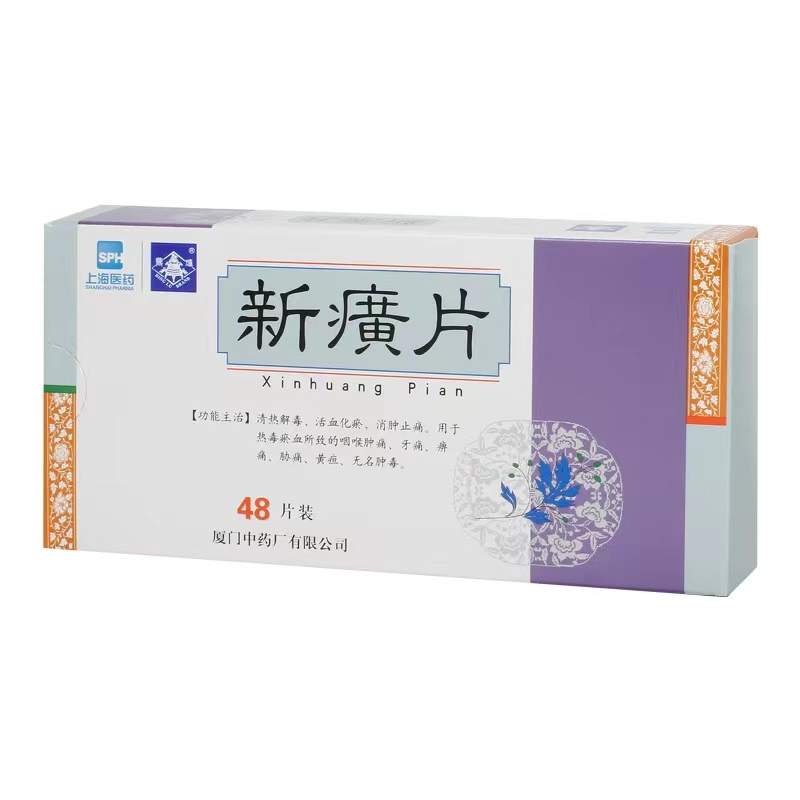 SPH
上海医药
SHANGHAI PHARMA
®
新癀片
Xinhuang Pian
【功能主治】清热解毒、活血化瘀,消肿止痛。用于
热毒瘀血所致的咽喉肿痛、牙痛、痹
痛、胁痛、黄疸、无名肿毒。
48 片装
厦门中药厂有限公司